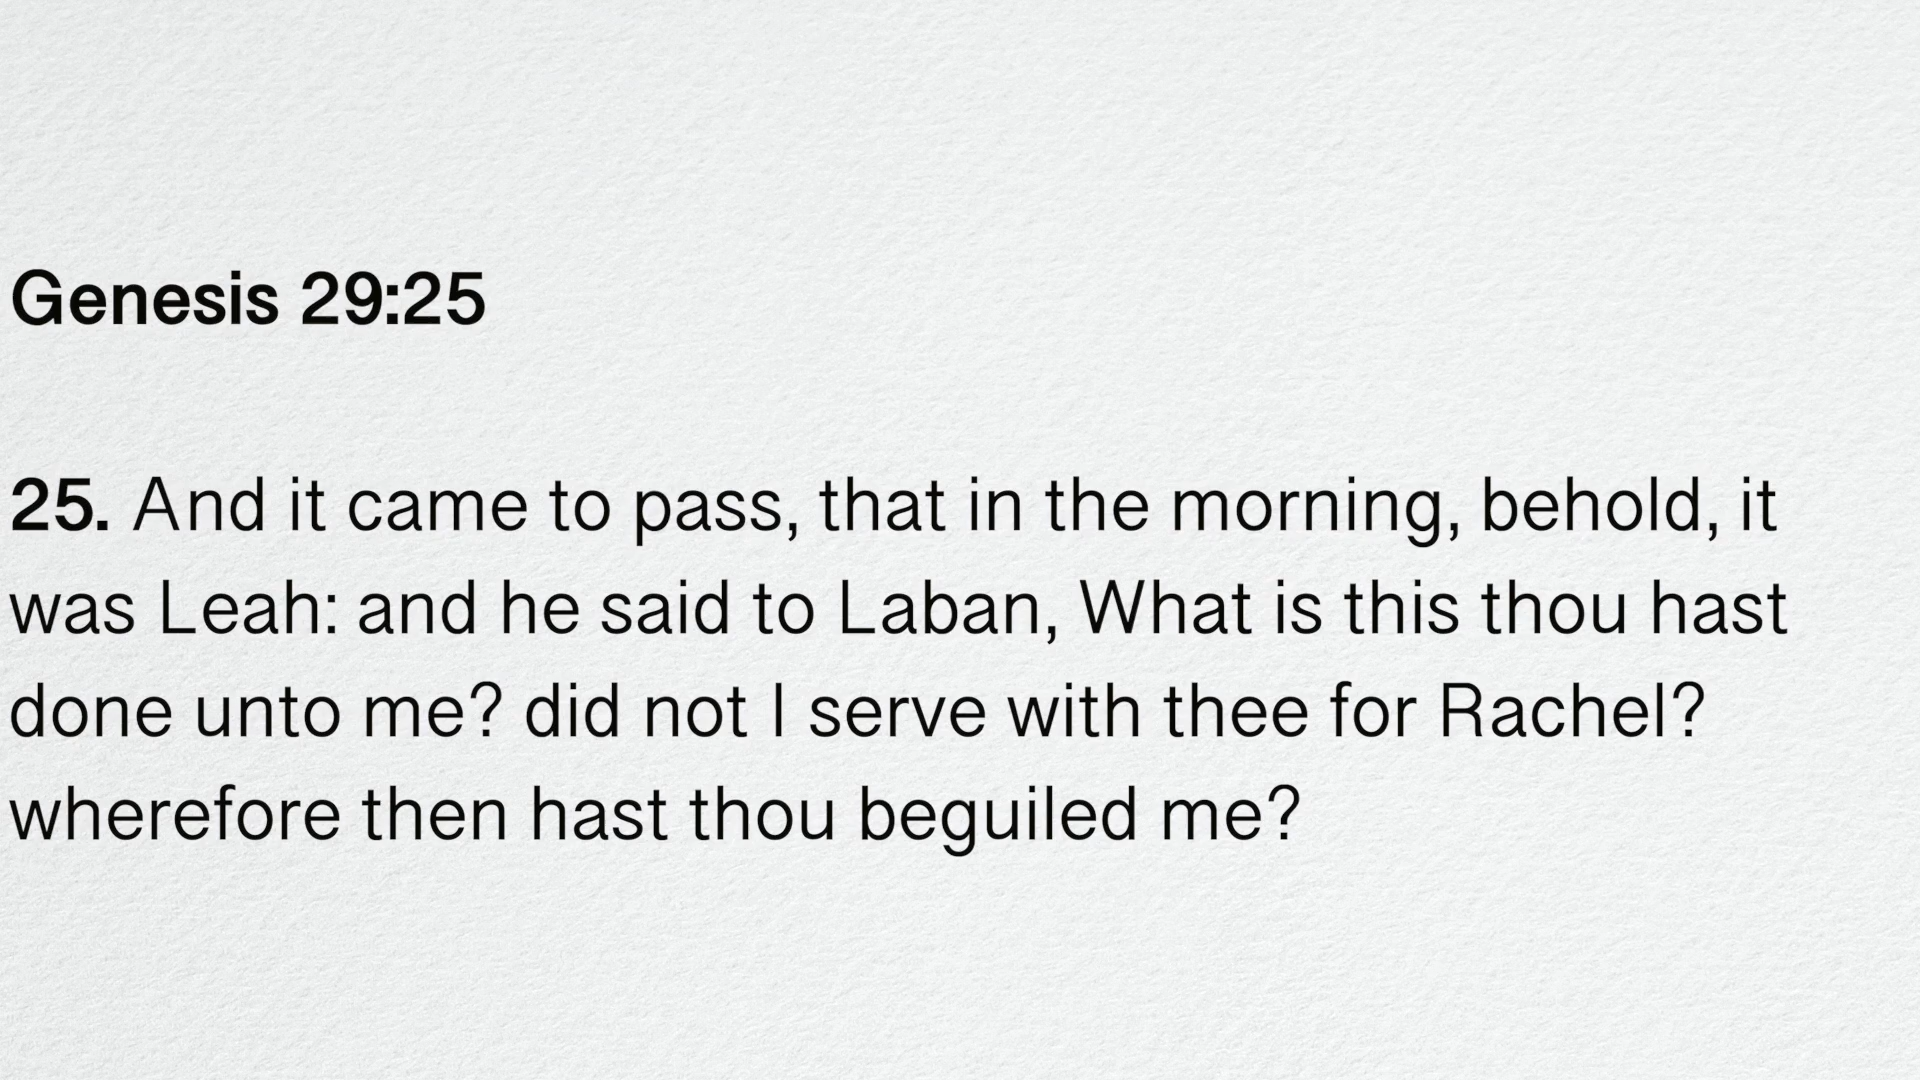 Genesis 29:25
25. And it came to pass, that in the morning, behold, it
was Leah: and he said to Laban, What is this thou hast
done unto me? did not I serve with thee for Rachel?
wherefore then hast thou beguiled me?